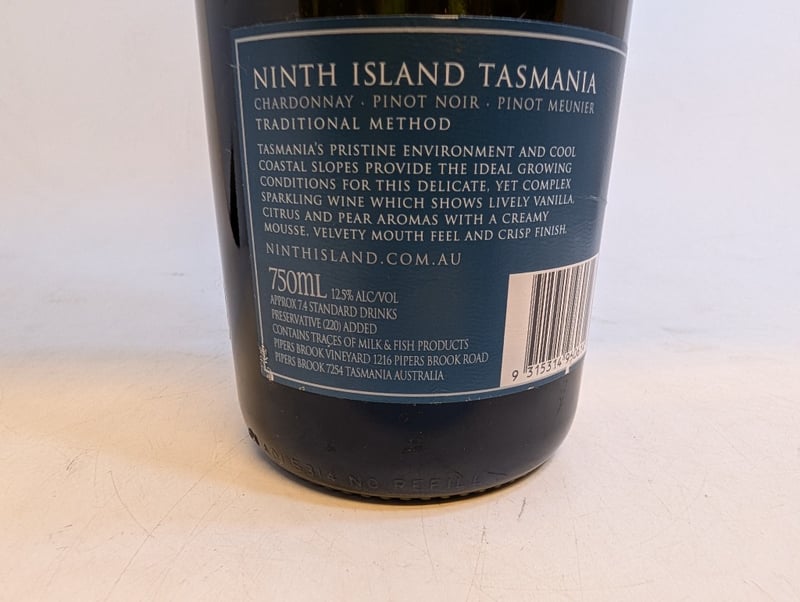 NINTH ISLAND TASMANIA
CHARDONNAY · PINOT NOIR · PINOT MEUNIER
TRADITIONAL METHOD
TASMANIA'S PRISTINE ENVIRONMENT AND COOL
COASTAL SLOPES PROVIDE THE IDEAL GROWING
CONDITIONS FOR THIS DELICATE, YET COMPLEX
SPARKLING WINE WHICH SHOWS LIVELY VANILLA,
CITRUS AND PEAR AROMAS WITH A CREAMY
MOUSSE, VELVETY MOUTH FEEL AND CRISP FINISH.
NINTHISLAND.COM.AU
750ML 12.5% ALC/VOL
APPROX 7.4 STANDARD DRINKS
PRESERVATIVE (220) ADDED
CONTAINS TRACES OF MILK & FISH PRODUCTS
PIPERS BROOK VINEYARD 1216 PIPERS BROOK ROAD
PIPERS BROOK 7254 TASMANIA AUSTRALIA
9 315314
NO REFILL